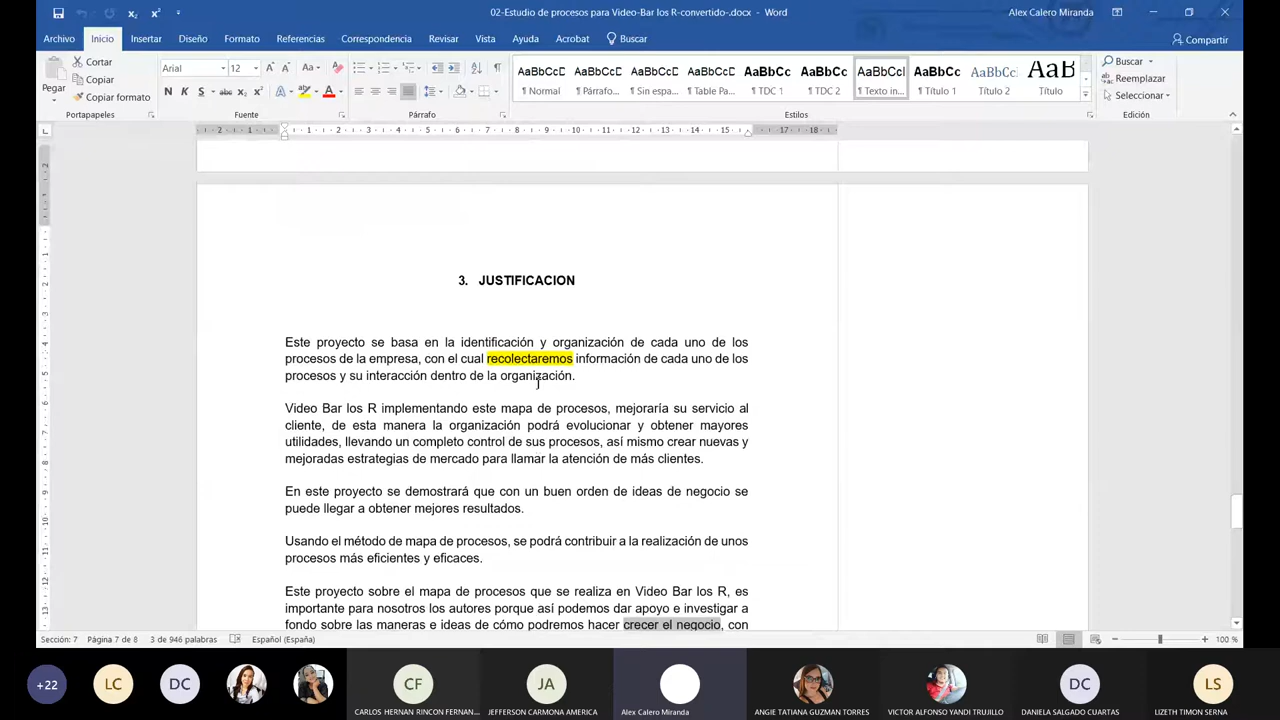 02-Estudio de procesos para Video-Bar los R-convertido-.docx - Word
Alex Calero Miranda
Archivo Inicio Insertar Diseño Formato Referencias Correspondencia Revisar Vista Ayuda Acrobat Buscar
Compartir
Pegar
Cortar
Copiar
Copiar formato
Portapapeles
Arial 12
Fuente
Párrafo
AaBbCcD AaBbCc AaBbCcD AaBbCcD AaBbCc AaBbCc AaBbCcI AaBbCc AaBbCcI AaBb
¶ Normal ¶ Párrafo... ¶ Sin espa... ¶ Table Pa... ¶ TDC 1 ¶ TDC 2 ¶ Texto in... ¶ Título 1 Título 2 Título
Estilos
Buscar
Reemplazar
Seleccionar
Edición
3. JUSTIFICACION
Este proyecto se basa en la identificación y organización de cada uno de los
procesos de la empresa, con el cual recolectaremos información de cada uno de los
procesos y su interacción dentro de la organización.
Video Bar los R implementando este mapa de procesos, mejoraría su servicio al
cliente, de esta manera la organización podrá evolucionar y obtener mayores
utilidades, llevando un completo control de sus procesos, así mismo crear nuevas y
mejoradas estrategias de mercado para llamar la atención de más clientes.
En este proyecto se demostrará que con un buen orden de ideas de negocio se
puede llegar a obtener mejores resultados.
Usando el método de mapa de procesos, se podrá contribuir a la realización de unos
procesos más eficientes y eficaces.
Este proyecto sobre el mapa de procesos que se realiza en Video Bar los R, es
importante para nosotros los autores porque así podemos dar apoyo e investigar a
fondo sobre las maneras e ideas de cómo podremos hacer crecer el negocio, con
Sección: 7 Página 7 de 8 3 de 946 palabras Español (España) 100 %
+22 LC DC CF JA DC LS
CARLOS HERNAN RINCON FERNAN... JEFFERSON CARMONA AMERICA Alex Calero Miranda ANGIE TATIANA GUZMAN TORRES VICTOR ALFONSO YANDI TRUJILLO DANIELA SALGADO CUARTAS LIZETH TIMON SERNA